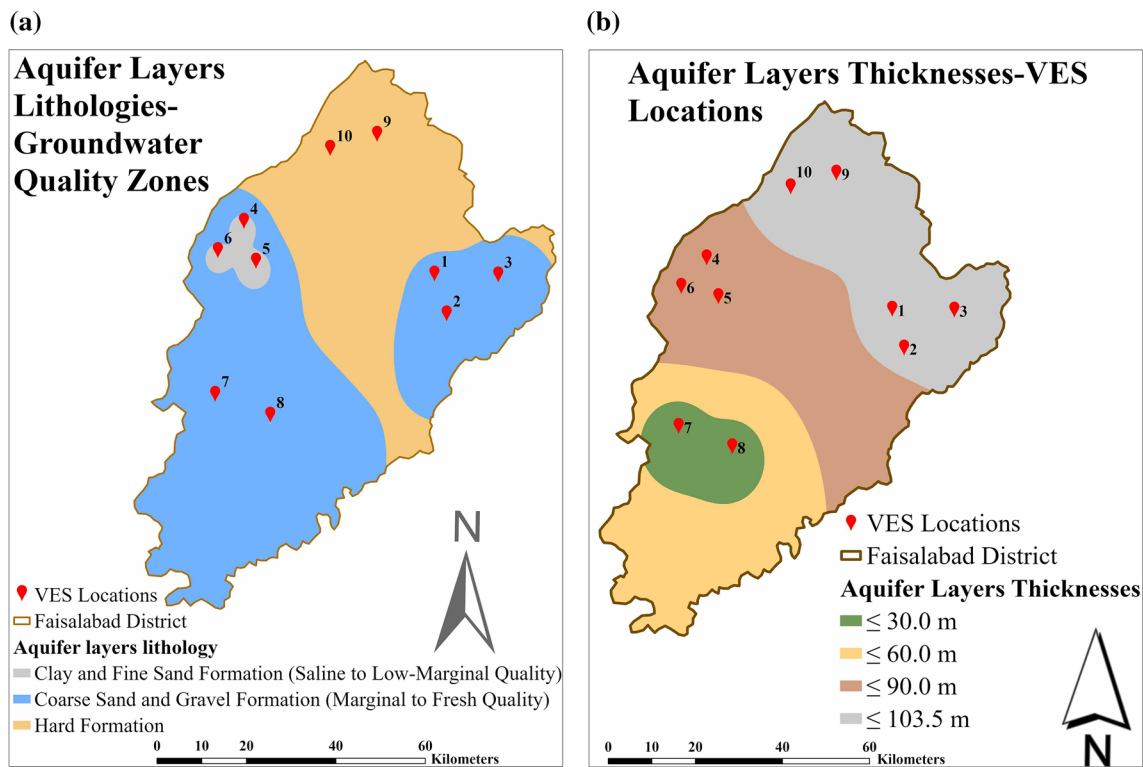 (a)
Aquifer Layers
Lithologies-
Groundwater
Quality Zones
9
10
4
6
5
1
3
2
7
8
N
VES Locations
Faisalabad District
Aquifer layers lithology
Clay and Fine Sand Formation (Saline to Low-Marginal Quality)
Coarse Sand and Gravel Formation (Marginal to Fresh Quality)
Hard Formation
0 10 20 40 60
Kilometers
(b)
Aquifer Layers Thicknesses-VES
Locations
10
9
4
6
5
1
3
2
7
8
VES Locations
Faisalabad District
Aquifer Layers Thicknesses
≤ 30.0 m
≤ 60.0 m
≤ 90.0 m
≤ 103.5 m
N
0 10 20 40 60
Kilometers